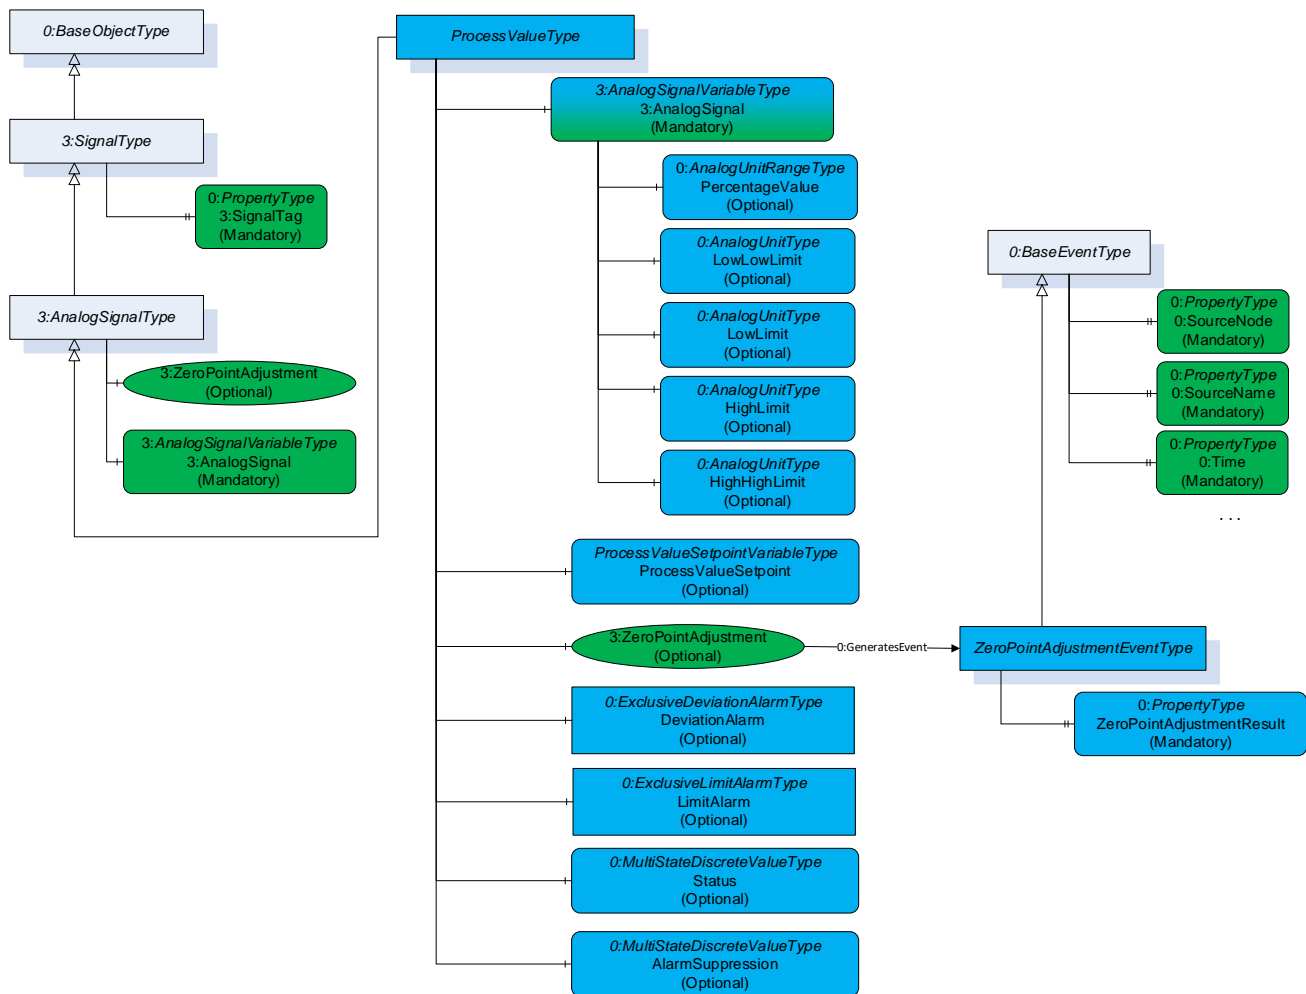 0:BaseObjectType
3:SignalType
0:PropertyType
3:SignalTag
(Mandatory)
3:AnalogSignalType
3:ZeroPointAdjustment
(Optional)
3:AnalogSignalVariableType
3:AnalogSignal
(Mandatory)
ProcessValueType
3:AnalogSignalVariableType
3:AnalogSignal
(Mandatory)
0:AnalogUnitRangeType
PercentageValue
(Optional)
0:AnalogUnitType
LowLowLimit
(Optional)
0:AnalogUnitType
LowLimit
(Optional)
0:AnalogUnitType
HighLimit
(Optional)
0:AnalogUnitType
HighHighLimit
(Optional)
ProcessValueSetpointVariableType
ProcessValueSetpoint
(Optional)
3:ZeroPointAdjustment
(Optional)
0:GeneratesEvent
0:ExclusiveDeviationAlarmType
DeviationAlarm
(Optional)
0:ExclusiveLimitAlarmType
LimitAlarm
(Optional)
0:MultiStateDiscreteValueType
Status
(Optional)
0:MultiStateDiscreteValueType
AlarmSuppression
(Optional)
0:BaseEventType
0:PropertyType
0:SourceNode
(Mandatory)
0:PropertyType
0:SourceName
(Mandatory)
0:PropertyType
0:Time
(Mandatory)
. . .
ZeroPointAdjustmentEventType
0:PropertyType
ZeroPointAdjustmentResult
(Mandatory)